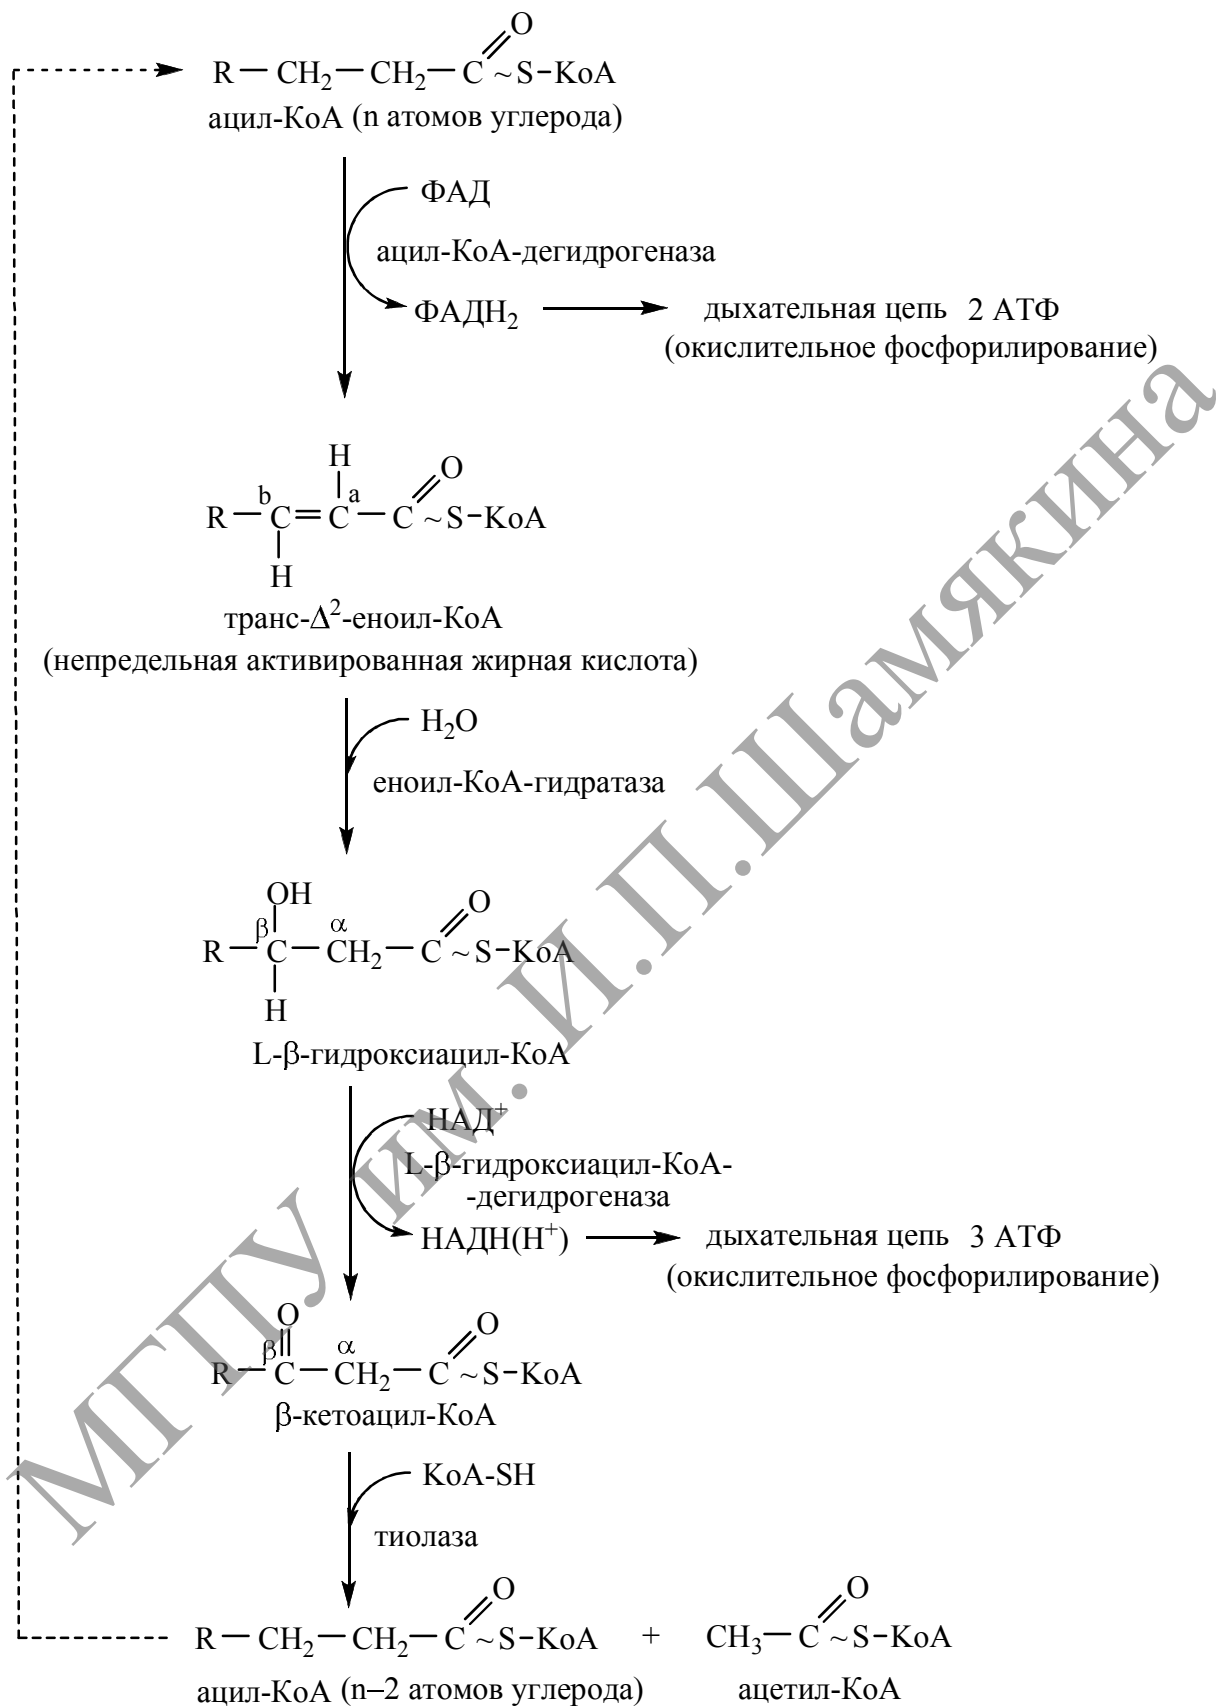 O
R — CH₂ — CH₂ — C ~ S – KoA
ацил-КоА (n атомов углерода)
ФАД
ацил-КоА-дегидрогеназа
ФАДН₂ дыхательная цепь 2 АТФ
(окислительное фосфорилирование)
H O
b a
R — C = C — C ~ S – KoA
H
транс-Δ²-еноил-КоА
(непредельная активированная жирная кислота)
H₂O
еноил-КоА-гидратаза
OH O
β α
R — C — CH₂ — C ~ S – KoA
H
L-β-гидроксиацил-КоА
НАД⁺
L-β-гидроксиацил-КоА-
-дегидрогеназа
НАДН(Н⁺) дыхательная цепь 3 АТФ
(окислительное фосфорилирование)
O O
β α
R — C — CH₂ — C ~ S – KoA
β-кетоацил-КоА
KoA-SH
тиолаза
O O
R — CH₂ — CH₂ — C ~ S – KoA + CH₃ — C ~ S – KoA
ацил-КоА (n–2 атомов углерода) ацетил-КоА
МГПУ им. И.П.Шамякина